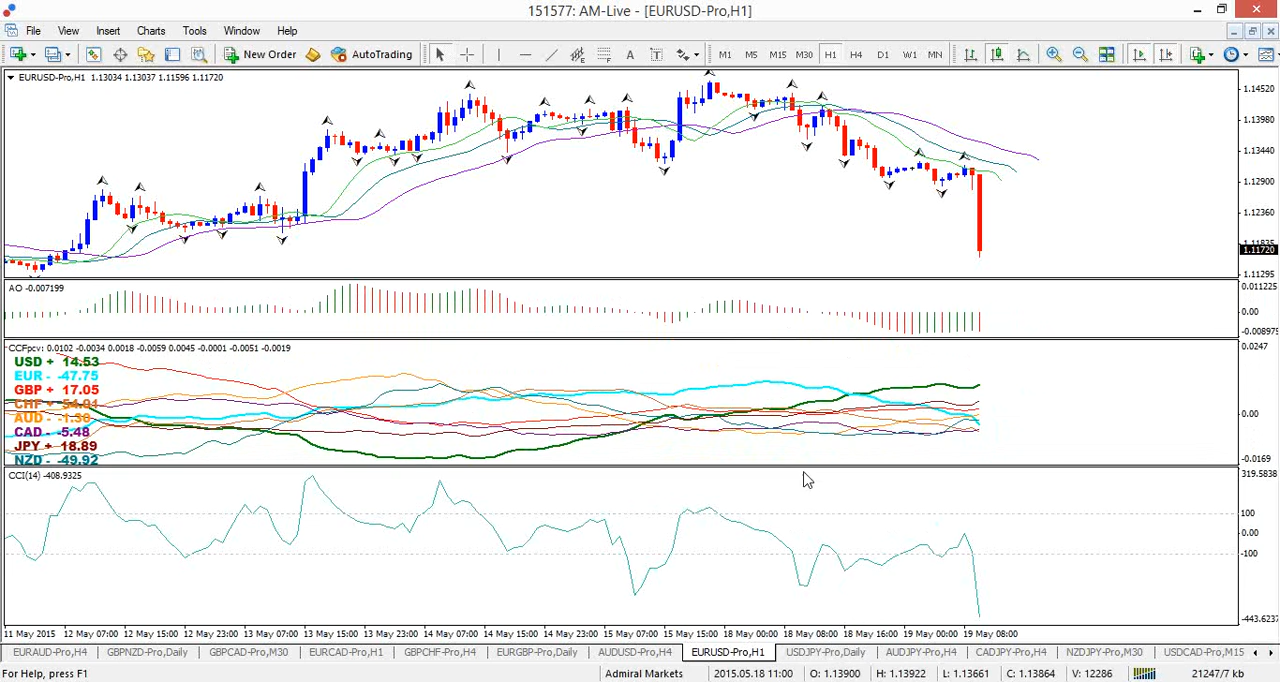 151577: AM-Live - [EURUSD-Pro,H1]
File View Insert Charts Tools Window Help
New Order AutoTrading A T M1 M5 M15 M30 H1 H4 D1 W1 MN
EURUSD-Pro,H1 1.13034 1.13037 1.11596 1.11720
1.14520
1.13980
1.13440
1.12900
1.12360
1.11835
1.11720
1.11295
AO -0.007199
0.011225
0.00
-0.008975
CCFpcv: 0.0102 -0.0034 0.0018 -0.0059 0.0045 -0.0001 -0.0051 -0.0019
0.0247
USD + 14.53
EUR - -47.75
GBP + 17.05
CHF + 54.91
AUD - -1.38
CAD - -5.48
JPY + 18.89
NZD - -49.92
0.00
-0.0169
CCI(14) -408.9325
319.5838
100
0.00
-100
-443.6237
11 May 2015 12 May 07:00 12 May 15:00 12 May 23:00 13 May 07:00 13 May 15:00 13 May 23:00 14 May 07:00 14 May 15:00 14 May 23:00 15 May 07:00 15 May 15:00 18 May 00:00 18 May 08:00 18 May 16:00 19 May 00:00 19 May 08:00
EURAUD-Pro,H4 GBPNZD-Pro,Daily GBPCAD-Pro,M30 EURCAD-Pro,H1 GBPCHF-Pro,H4 EURGBP-Pro,Daily AUDUSD-Pro,H4 EURUSD-Pro,H1 USDJPY-Pro,Daily AUDJPY-Pro,H4 CADJPY-Pro,H4 NZDJPY-Pro,M30 USDCAD-Pro,M15
For Help, press F1 Admiral Markets 2015.05.18 11:00 O: 1.13900 H: 1.13922 L: 1.13661 C: 1.13864 V: 12286 21247/7 kb